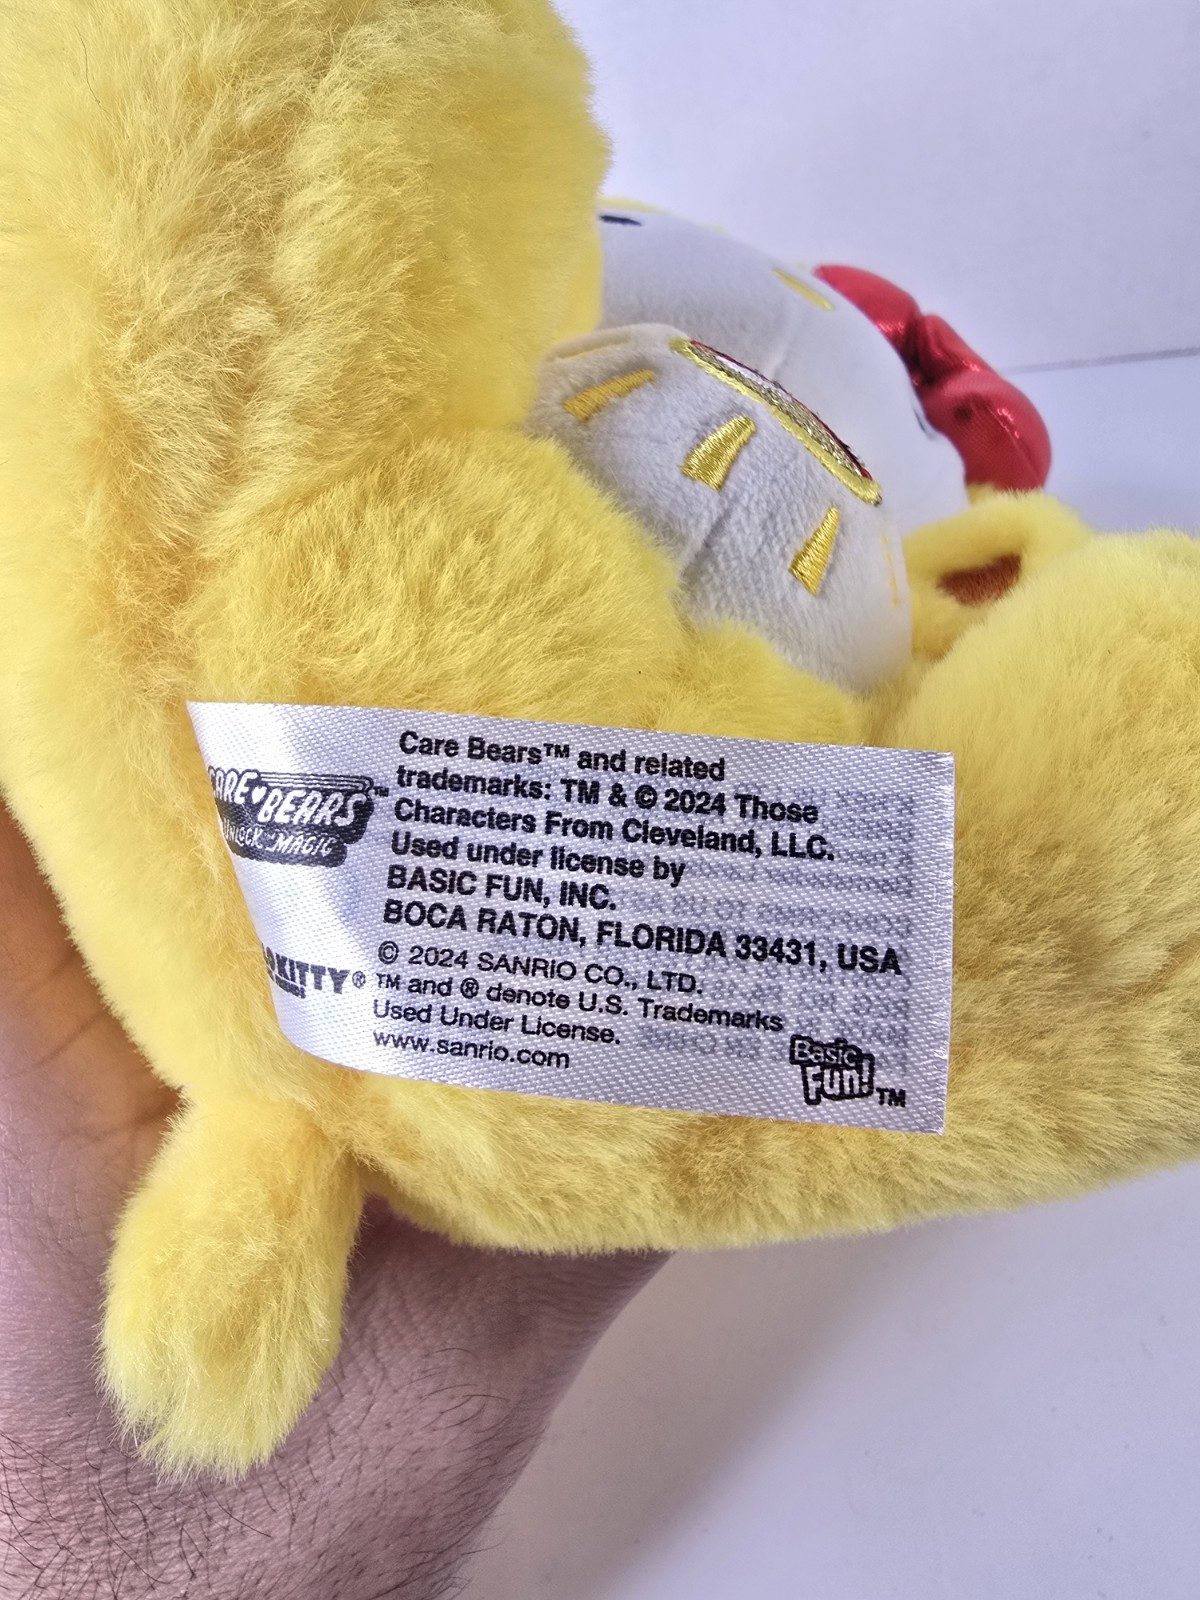 CARE BEARS™
UNLOCK THE MAGIC
Care Bears™ and related
trademarks: TM & © 2024 Those
Characters From Cleveland, LLC.
Used under license by
BASIC FUN, INC.
BOCA RATON, FLORIDA 33431, USA
KITTY®
© 2024 SANRIO CO., LTD.
TM and ® denote U.S. Trademarks
Used Under License.
www.sanrio.com
Basic
Fun!™